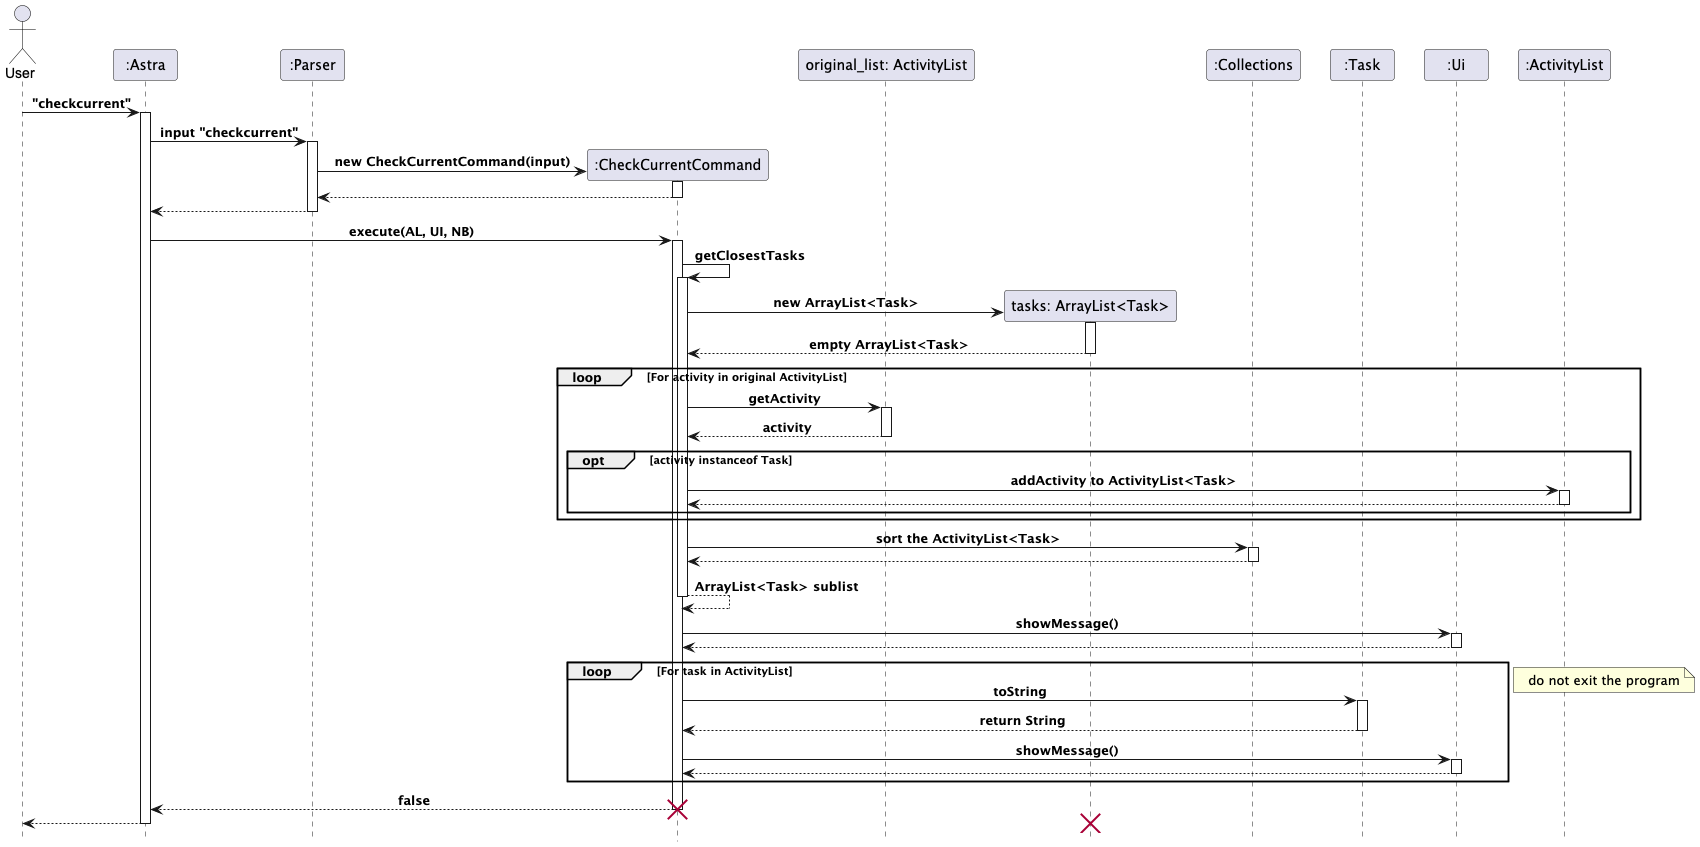 User
:Astra
:Parser
original_list: ActivityList
:Collections
:Task
:Ui
:ActivityList
"checkcurrent"
input "checkcurrent"
new CheckCurrentCommand(input)
:CheckCurrentCommand
execute(AL, UI, NB)
getClosestTasks
new ArrayList<Task>
tasks: ArrayList<Task>
empty ArrayList<Task>
loop [For activity in original ActivityList]
getActivity
activity
opt [activity instanceof Task]
addActivity to ActivityList<Task>
sort the ActivityList<Task>
ArrayList<Task> sublist
showMessage()
loop [For task in ActivityList]
do not exit the program
toString
return String
showMessage()
false